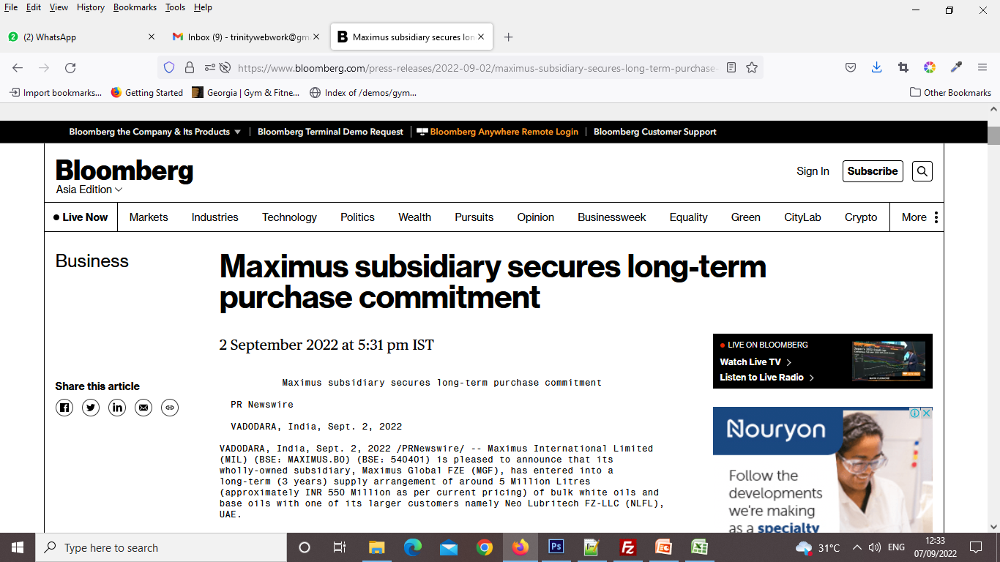 File Edit View History Bookmarks Tools Help
(2) WhatsApp
Inbox (9) - trinitywebwork@gm
Maximus subsidiary secures lon
https://www.bloomberg.com/press-releases/2022-09-02/maximus-subsidiary-secures-long-term-purchase-
Import bookmarks... Getting Started Georgia | Gym & Fitne... Index of /demos/gym... Other Bookmarks
Bloomberg the Company & Its Products Bloomberg Terminal Demo Request Bloomberg Anywhere Remote Login Bloomberg Customer Support
Bloomberg
Asia Edition
Sign In Subscribe
Live Now Markets Industries Technology Politics Wealth Pursuits Opinion Businessweek Equality Green CityLab Crypto More
Business
Maximus subsidiary secures long-term
purchase commitment
2 September 2022 at 5:31 pm IST
Share this article
Maximus subsidiary secures long-term purchase commitment
PR Newswire
VADODARA, India, Sept. 2, 2022
VADODARA, India, Sept. 2, 2022 /PRNewswire/ -- Maximus International Limited
(MIL) (BSE: MAXIMUS.BO) (BSE: 540401) is pleased to announce that its
wholly-owned subsidiary, Maximus Global FZE (MGF), has entered into a
long-term (3 years) supply arrangement of around 5 Million Litres
(approximately INR 550 Million as per current pricing) of bulk white oils and
base oils with one of its larger customers namely Neo Lubritech FZ-LLC (NLFL),
UAE.
LIVE ON BLOOMBERG
Watch Live TV
Listen to Live Radio
Nouryon
Follow the
developments
we're making
as a specialty
Type here to search
31°C ENG 12:33
07/09/2022